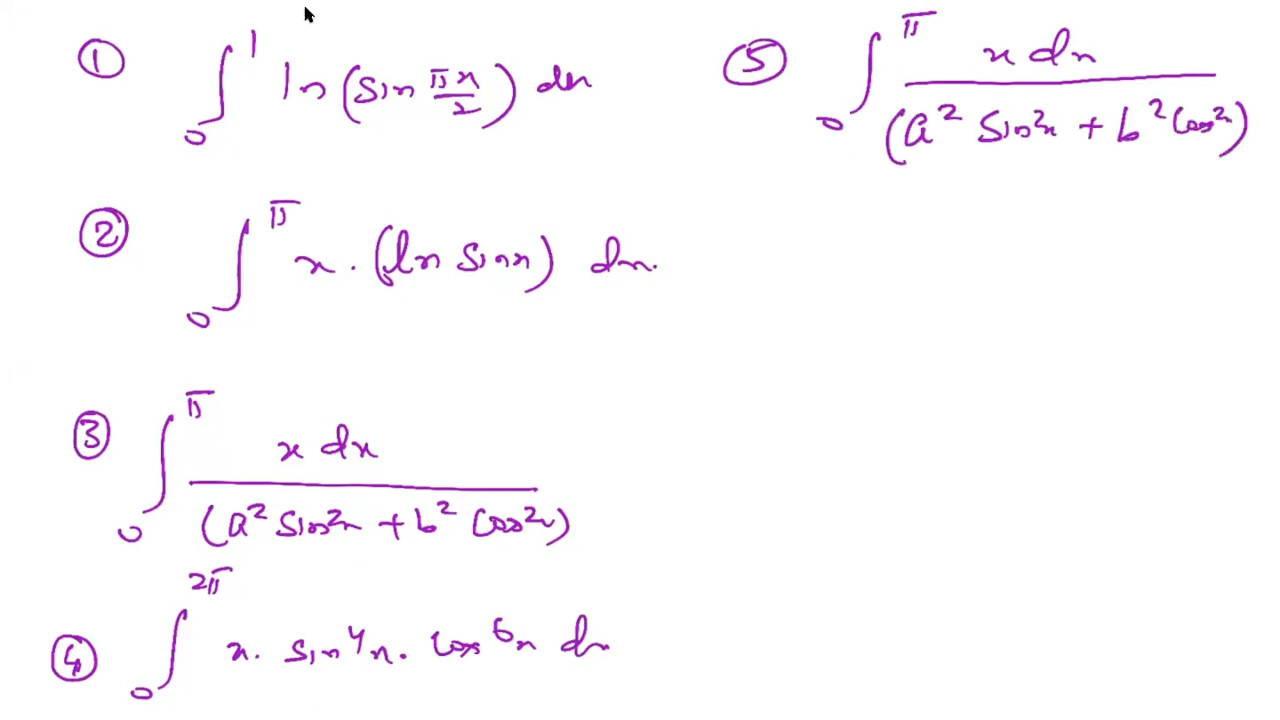 ① ∫₀¹ ln (sin πx/2) dx
② ∫₀^π x . (ln sin x) dx.
③ ∫₀^π x dx / (a² sin²x + b² cos²x)
④ ∫₀^2π x. sin⁴x. cos⁶x dx
⑤ ∫₀^π x dx / (a² sin²x + b² cos²x)